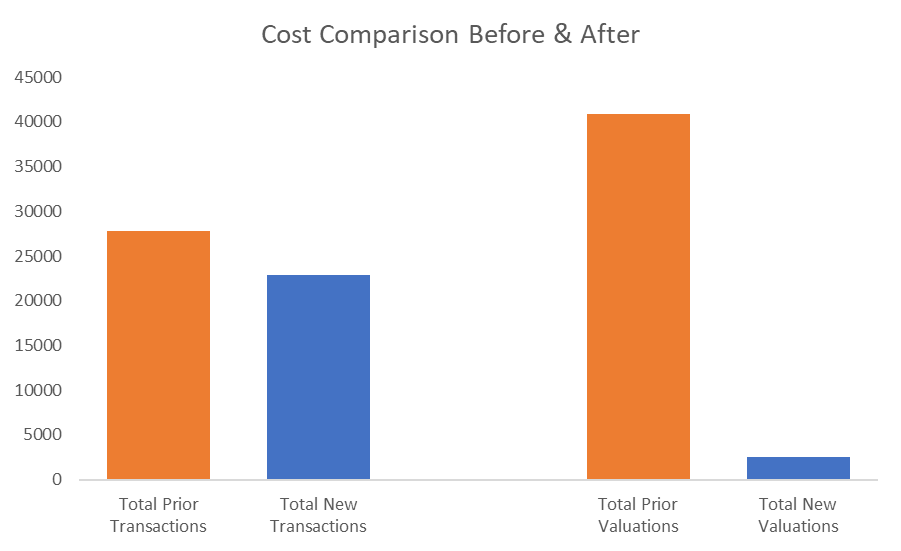 Cost Comparison Before & After
45000
40000
35000
30000
25000
20000
15000
10000
5000
0
Total Prior
Transactions
Total New
Transactions
Total Prior
Valuations
Total New
Valuations